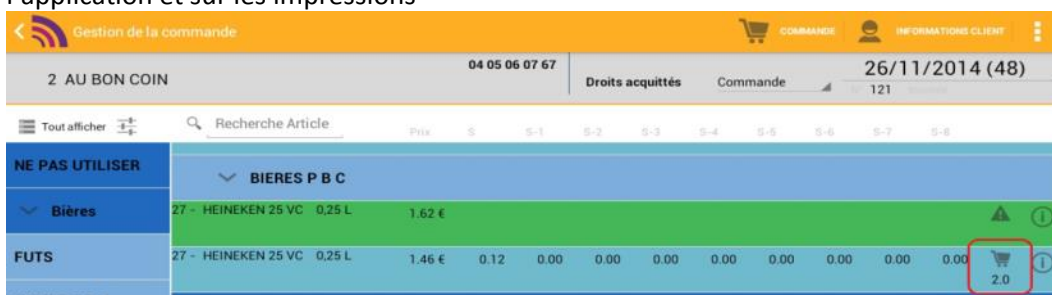 l'application et sur les impressions
Gestion de la commande COMMANDE INFORMATIONS CLIENT
2 AU BON COIN 04 05 06 07 67 Droits acquittés Commande 26/11/2014 (48)
121
Tout afficher Recherche Article Prix S S-1 S-2 S-3 S-4 S-5 S-6 S-7 S-8
NE PAS UTILISER
BIERES P B C
Bières 27 - HEINEKEN 25 VC 0,25 L 1.62 €
FUTS 27 - HEINEKEN 25 VC 0,25 L 1.46 € 0.12 0.00 0.00 0.00 0.00 0.00 0.00 0.00 0.00
2.0